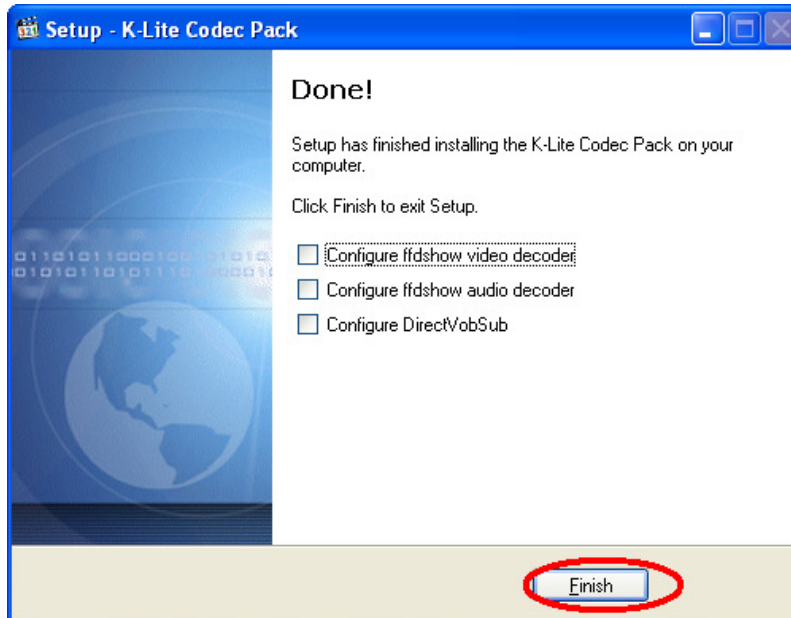 Setup - K-Lite Codec Pack
Done!
Setup has finished installing the K-Lite Codec Pack on your
computer.
Click Finish to exit Setup.
Configure ffdshow video decoder
Configure ffdshow audio decoder
Configure DirectVobSub
Finish